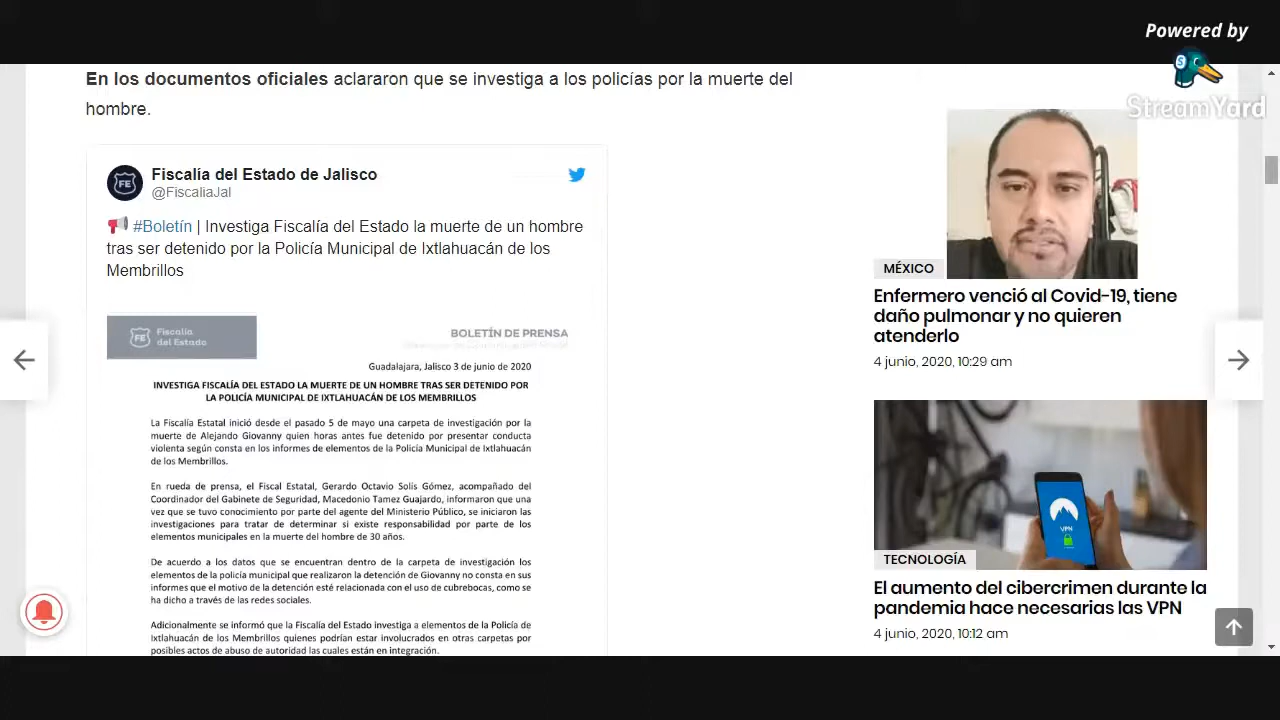 Powered by
StreamYard
En los documentos oficiales aclararon que se investiga a los policías por la muerte del
hombre.
Fiscalía del Estado de Jalisco
@FiscaliaJal
#Boletín | Investiga Fiscalía del Estado la muerte de un hombre
tras ser detenido por la Policía Municipal de Ixtlahuacán de los
Membrillos
FE Fiscalía
del Estado
BOLETÍN DE PRENSA
Guadalajara, Jalisco 3 de junio de 2020
INVESTIGA FISCALÍA DEL ESTADO LA MUERTE DE UN HOMBRE TRAS SER DETENIDO POR
LA POLICÍA MUNICIPAL DE IXTLAHUACÁN DE LOS MEMBRILLOS
La Fiscalía Estatal inició desde el pasado 5 de mayo una carpeta de investigación por la
muerte de Alejando Giovanny quien horas antes fue detenido por presentar conducta
violenta según consta en los informes de elementos de la Policía Municipal de Ixtlahuacán
de los Membrillos.
En rueda de prensa, el Fiscal Estatal, Gerardo Octavio Solís Gómez, acompañado del
Coordinador del Gabinete de Seguridad, Macedonio Tamez Guajardo, informaron que una
vez que se tuvo conocimiento por parte del agente del Ministerio Público, se iniciaron las
investigaciones para tratar de determinar si existe responsabilidad por parte de los
elementos municipales en la muerte del hombre de 30 años.
De acuerdo a los datos que se encuentran dentro de la carpeta de investigación los
elementos de la policía municipal que realizaron la detención de Giovanny no consta en sus
informes que el motivo de la detención esté relacionada con el uso de cubrebocas, como se
ha dicho a través de las redes sociales.
Adicionalmente se informó que la Fiscalía del Estado investiga a elementos de la Policía de
Ixtlahuacán de los Membrillos quienes podrían estar involucrados en otras carpetas por
posibles actos de abuso de autoridad las cuales están en integración.
MÉXICO
Enfermero venció al Covid-19, tiene
daño pulmonar y no quieren
atenderlo
4 junio, 2020, 10:29 am
VPN
TECNOLOGÍA
El aumento del cibercrimen durante la
pandemia hace necesarias las VPN
4 junio, 2020, 10:12 am